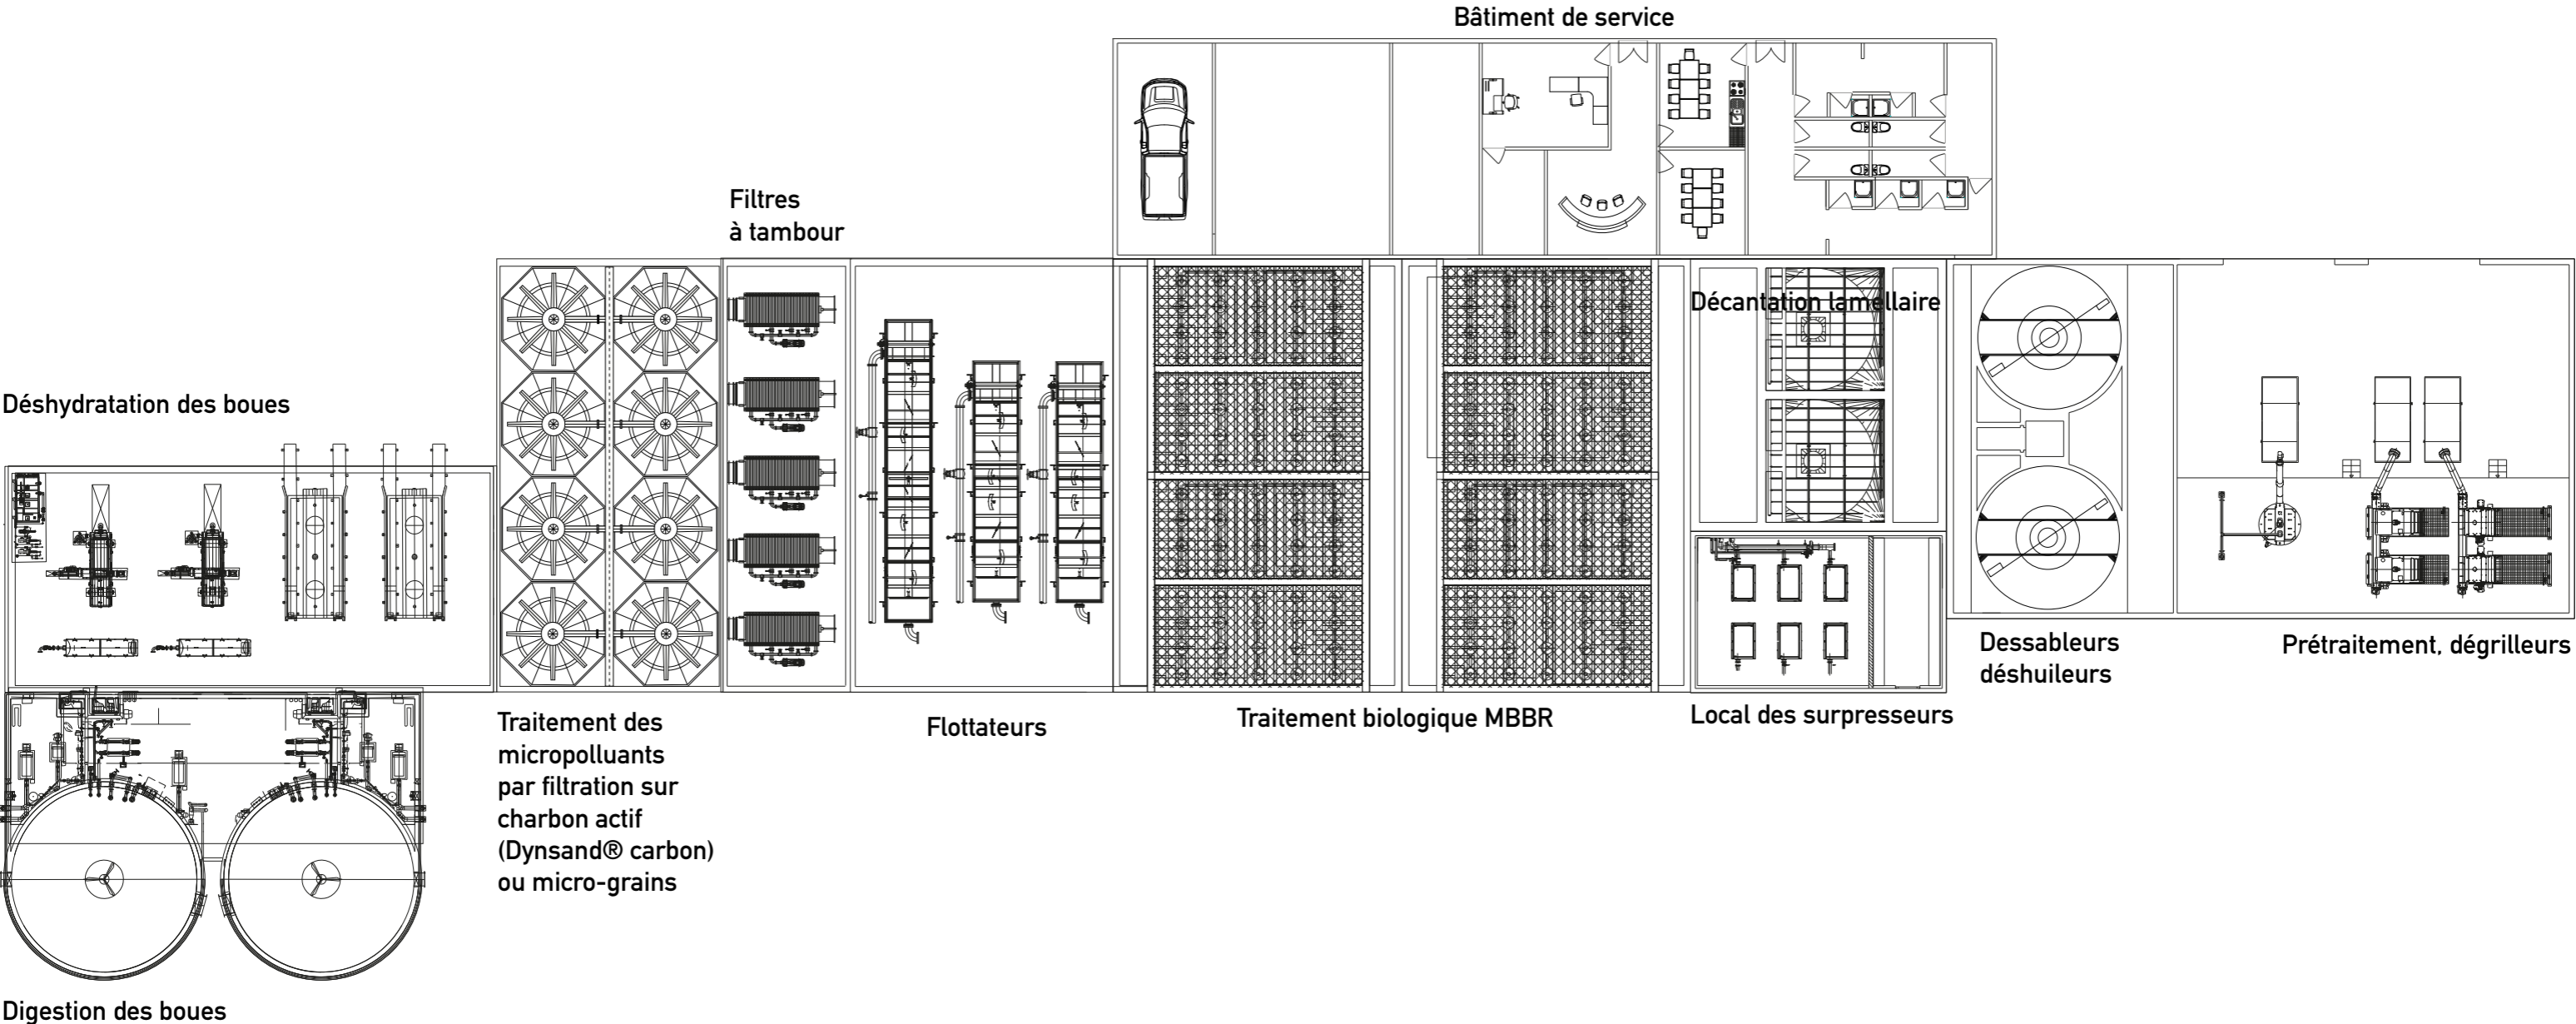 Bâtiment de service
Filtres
à tambour
Décantation lamellaire
Déshydratation des boues
Dessableurs
déshuileurs
Prétraitement, dégrilleurs
Traitement des
micropolluants
par filtration sur
charbon actif
(Dynsand® carbon)
ou micro-grains
Flottateurs
Traitement biologique MBBR
Local des surpresseurs
Digestion des boues